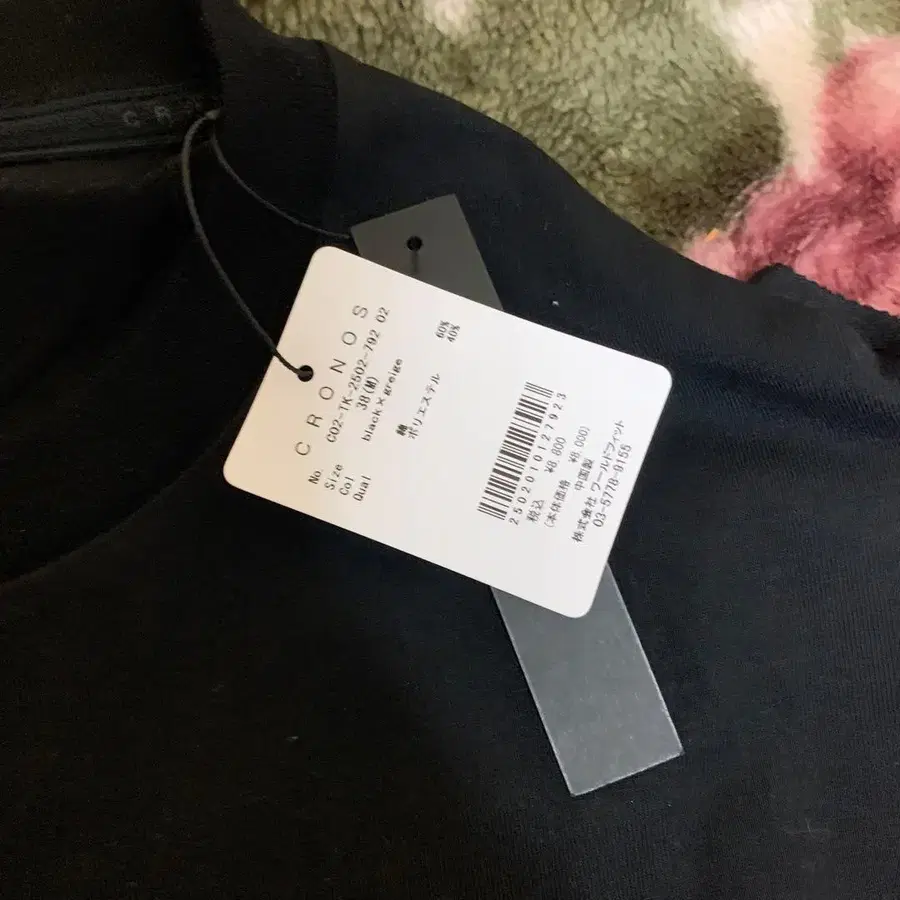 CRONOS
No. C02-TK-2502-792 02
Size 38(M)
Col black×greige
Qual
綿 60%
ポリエステル 40%
2502010127923
税込 ¥8,800
(本体価格 ¥8,000)
中国製
株式会社 ワールドフィット
03-5778-9155